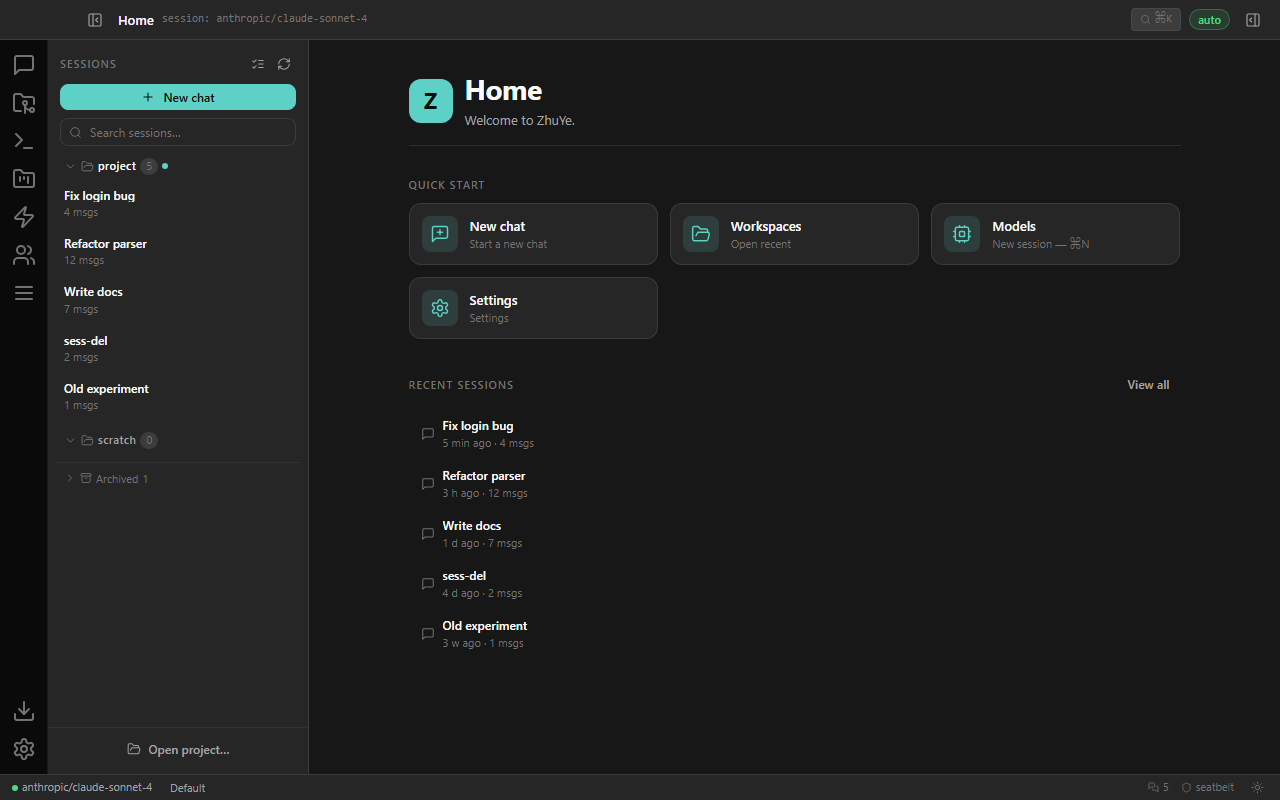 Home session: anthropic/claude-sonnet-4
⌘K
auto
SESSIONS
New chat
Search sessions...
project 5
Fix login bug
4 msgs
Refactor parser
12 msgs
Write docs
7 msgs
sess-del
2 msgs
Old experiment
1 msgs
scratch 0
Archived 1
Open project...
Z
Home
Welcome to ZhuYe.
QUICK START
New chat
Start a new chat
Workspaces
Open recent
Models
New session — ⌘N
Settings
Settings
RECENT SESSIONS
View all
Fix login bug
5 min ago · 4 msgs
Refactor parser
3 h ago · 12 msgs
Write docs
1 d ago · 7 msgs
sess-del
4 d ago · 2 msgs
Old experiment
3 w ago · 1 msgs
anthropic/claude-sonnet-4
Default
5
seatbelt